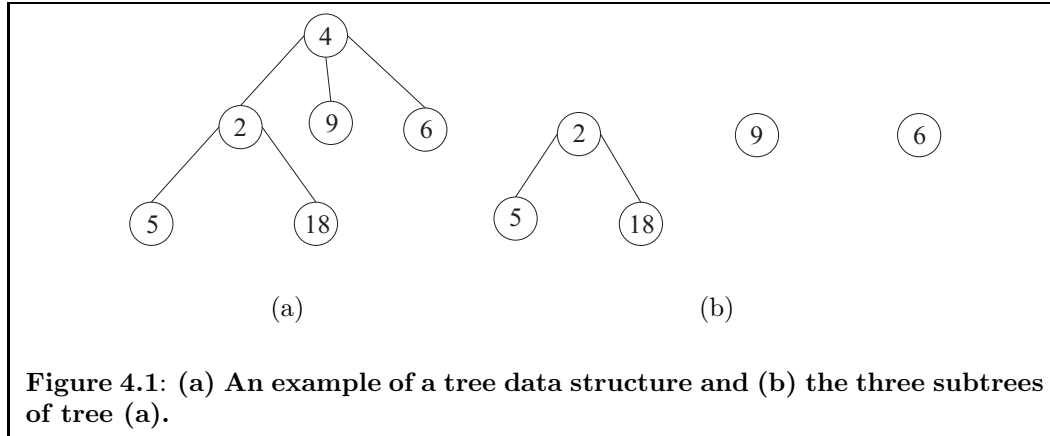 4
2
9
6
2
9
6
5
18
5
18
(a)
(b)
Figure 4.1: (a) An example of a tree data structure and (b) the three subtrees
of tree (a).